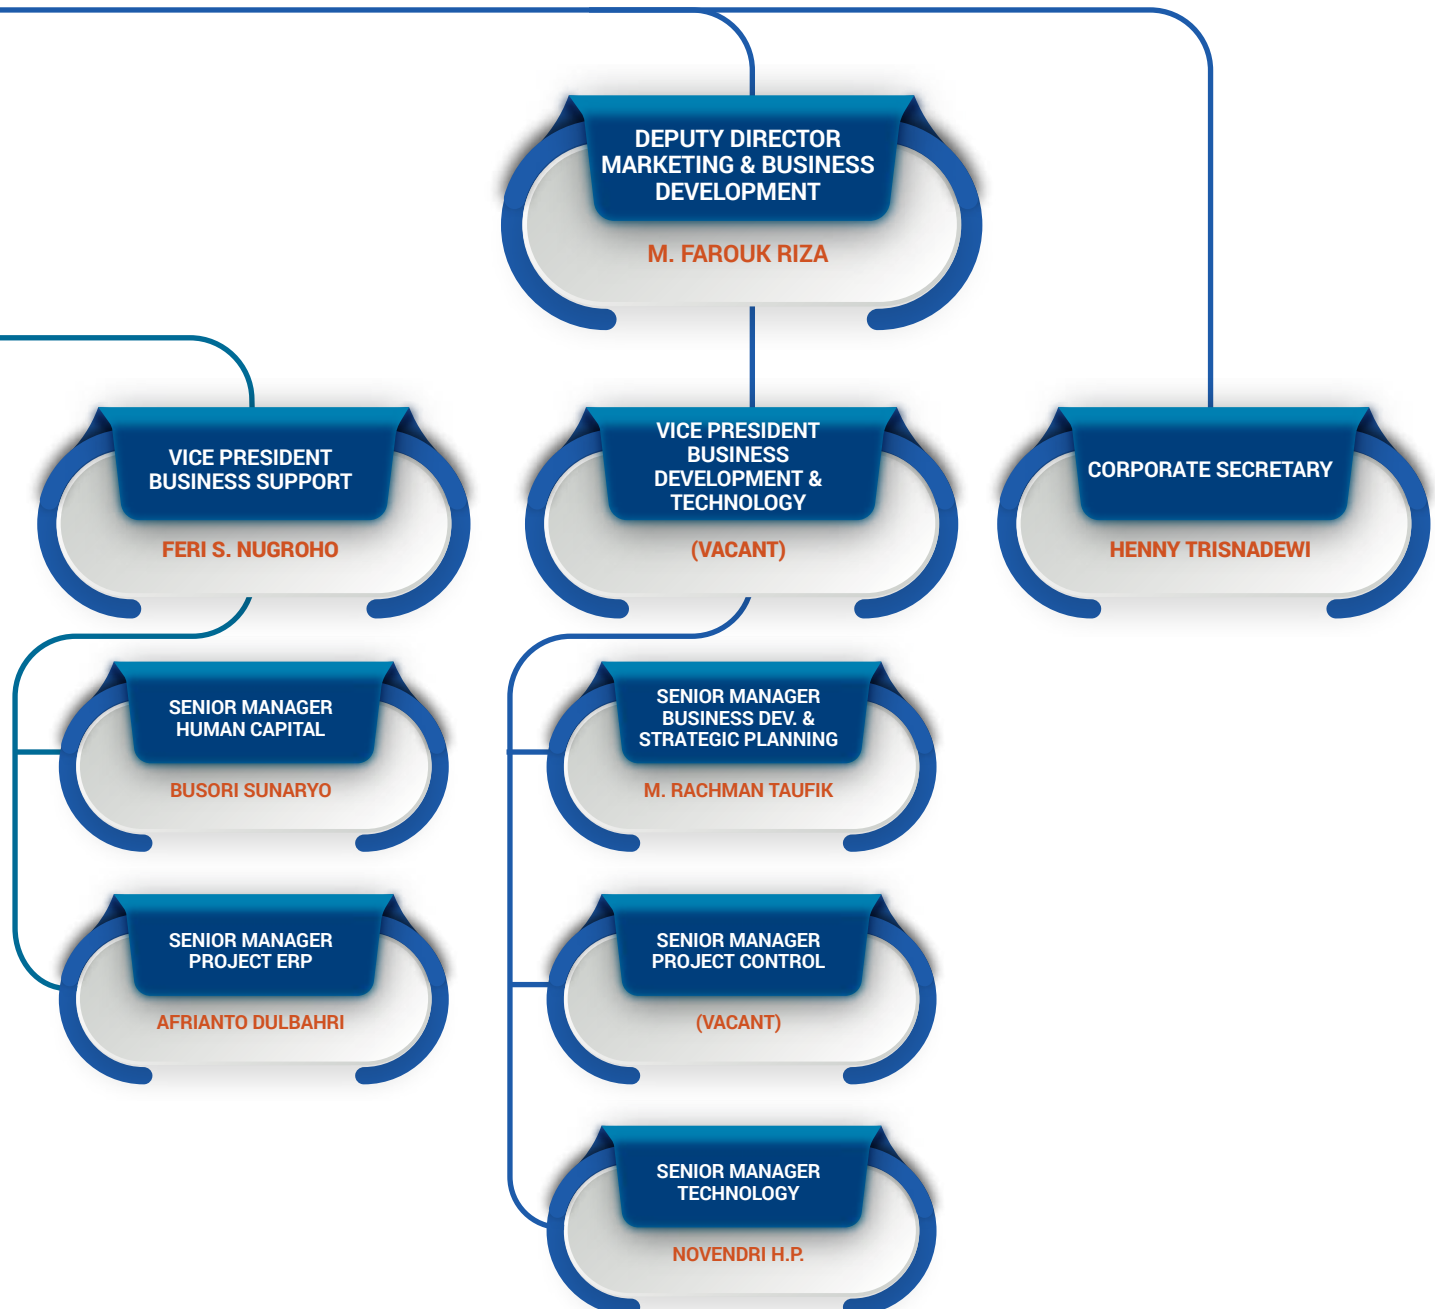 DEPUTY DIRECTOR
MARKETING & BUSINESS
DEVELOPMENT
M. FAROUK RIZA
VICE PRESIDENT
BUSINESS SUPPORT
FERI S. NUGROHO
VICE PRESIDENT
BUSINESS
DEVELOPMENT &
TECHNOLOGY
(VACANT)
CORPORATE SECRETARY
HENNY TRISNADEWI
SENIOR MANAGER
HUMAN CAPITAL
BUSORI SUNARYO
SENIOR MANAGER
BUSINESS DEV. &
STRATEGIC PLANNING
M. RACHMAN TAUFIK
SENIOR MANAGER
PROJECT ERP
AFRIANTO DULBAHRI
SENIOR MANAGER
PROJECT CONTROL
(VACANT)
SENIOR MANAGER
TECHNOLOGY
NOVENDRI H.P.